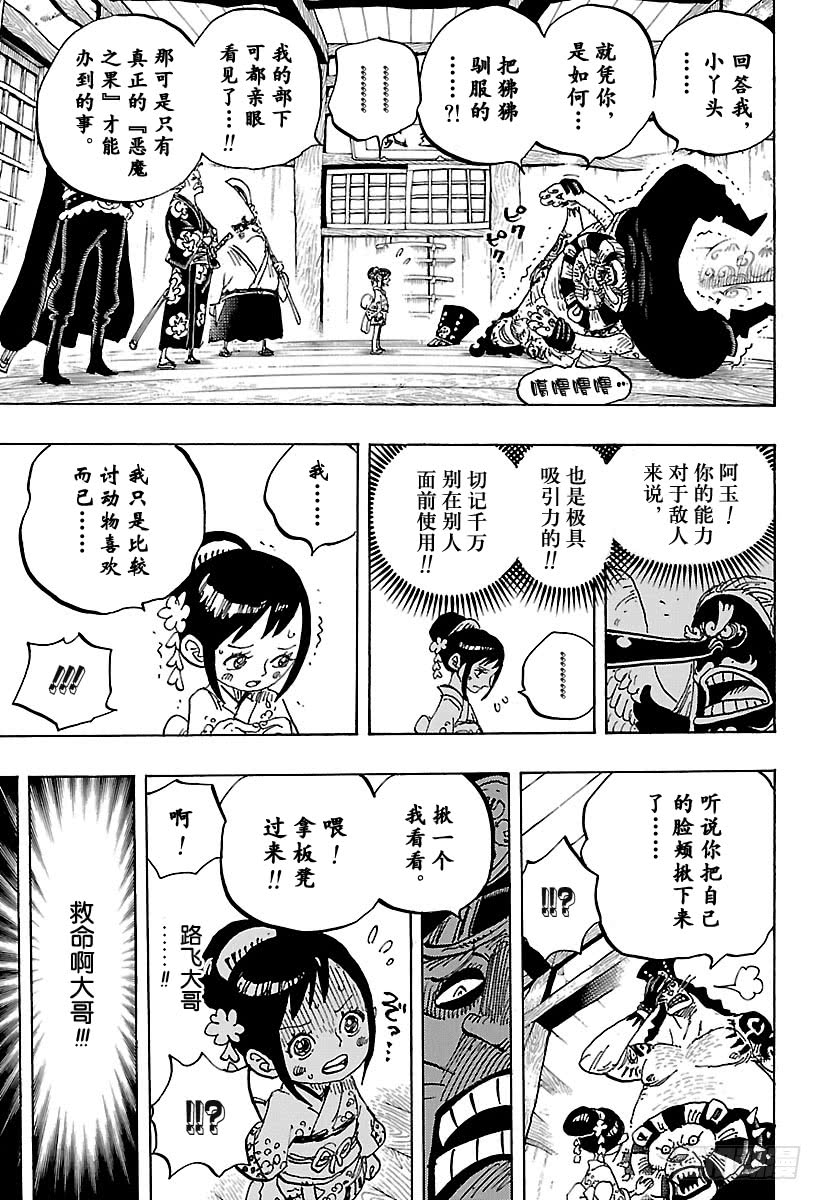 回答我，
小丫头
……
就凭你，
是如何…
……
把狒狒
驯服的
……?!
………
我的部下
可都亲眼
看见了…!!
那可是只有
真正的『恶魔
之果』才能
办到的事。
ピク
ピク
嘿嘿嘿嘿…
阿玉！
你的能力
对于敌人
来说，
也是极具
吸引力的!!
切记千万
别在别人
面前使用!!
………
我……
我只是比较
讨动物喜欢
而已……
!!!
听说你把自己
的脸颊揪下来
了……
!!?
揪一个
我看看。
喂！
拿板凳
过来!!
啊！
路飞大哥
!!?
救命啊大哥!!!